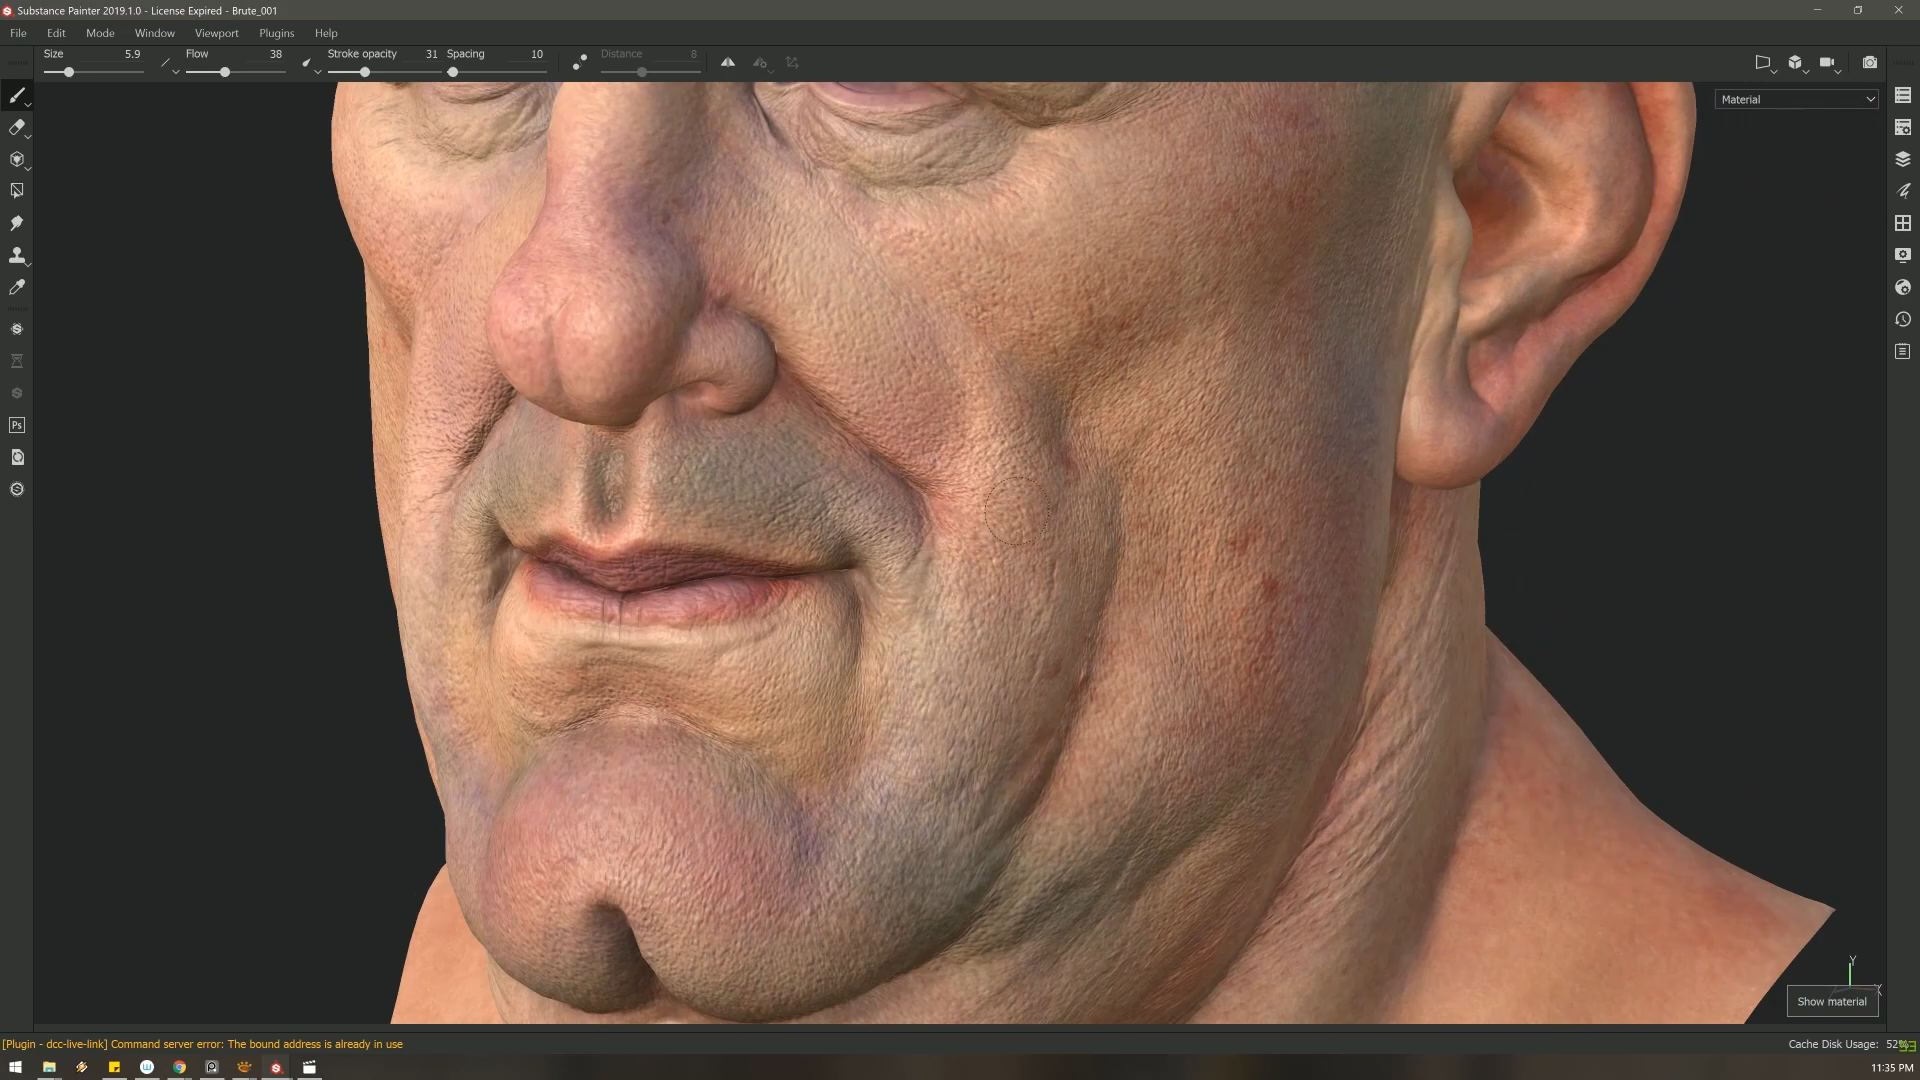 Substance Painter 2019.1.0 - License Expired - Brute_001
File Edit Mode Window Viewport Plugins Help
Size 5.9 Flow 38 Stroke opacity 31 Spacing 10 Distance 8
Material
Ps
Y
X
Show material
[Plugin - dcc-live-link] Command server error: The bound address is already in use
Cache Disk Usage: 52%
11:35 PM